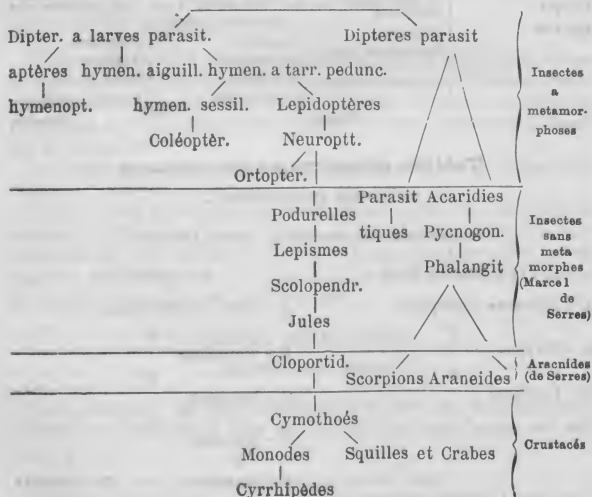 Dipter. a larves parasit. Dipteres parasit
aptères hymen. aiguill. hymen. a tarr. pedunc.
hymenopt. hymen. sessil. Lepidoptères
Coléoptèr. Neuroptt.
Ortopter.
Insectes
a
metamor-
phoses
Parasit Acaridies
Podurelles tiques Pycnogon.
Lepismes Phalangit
Scolopendr.
Jules
Insectes
sans
meta
morphes
(Marcel
de
Serres)
Cloportid.
Scorpions Araneides
Aracnides
(de Serres)
Cymothoés
Monodes Squilles et Crabes
Cyrrhipèdes
Crustacés